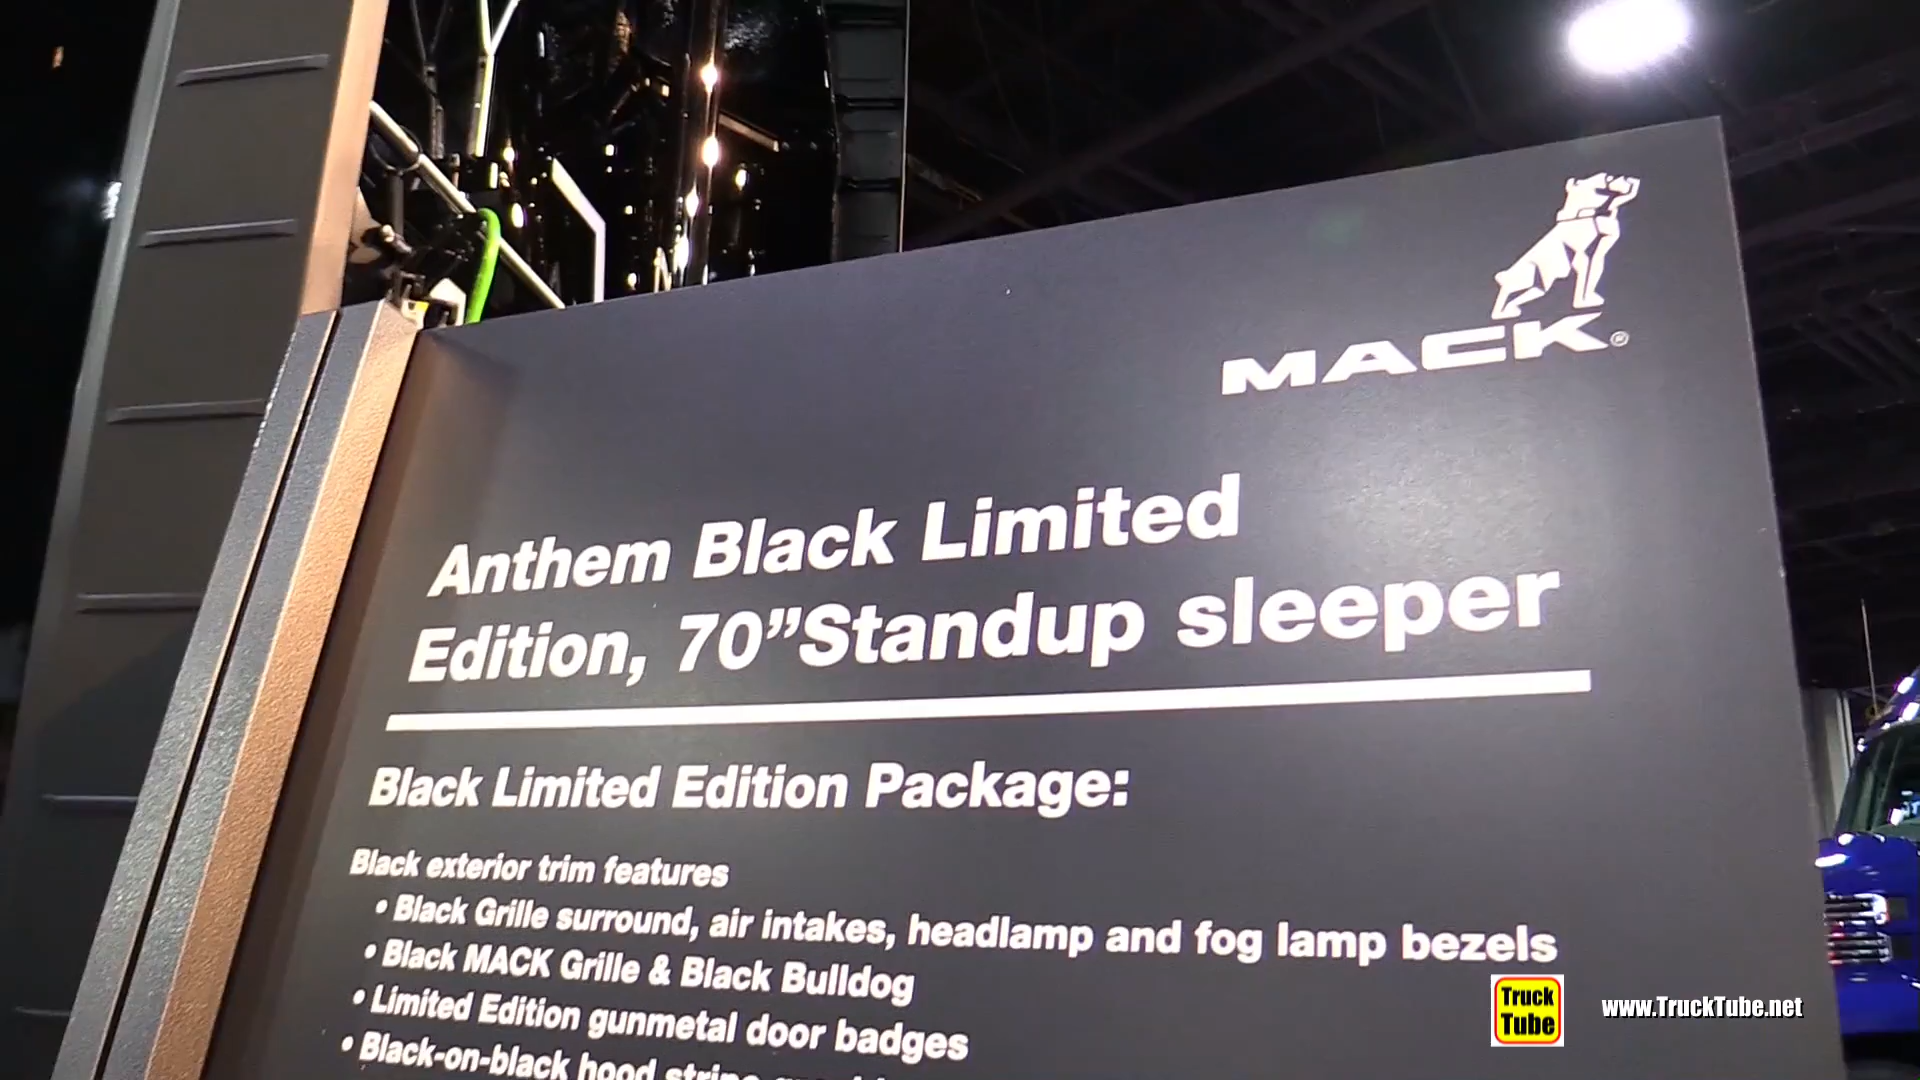 MACK®
Anthem Black Limited
Edition, 70”Standup sleeper
Black Limited Edition Package:
Black exterior trim features
• Black Grille surround, air intakes, headlamp and fog lamp bezels
• Black MACK Grille & Black Bulldog
• Limited Edition gunmetal door badges
• Black-on-black hood
Truck
Tube
www.TruckTube.net